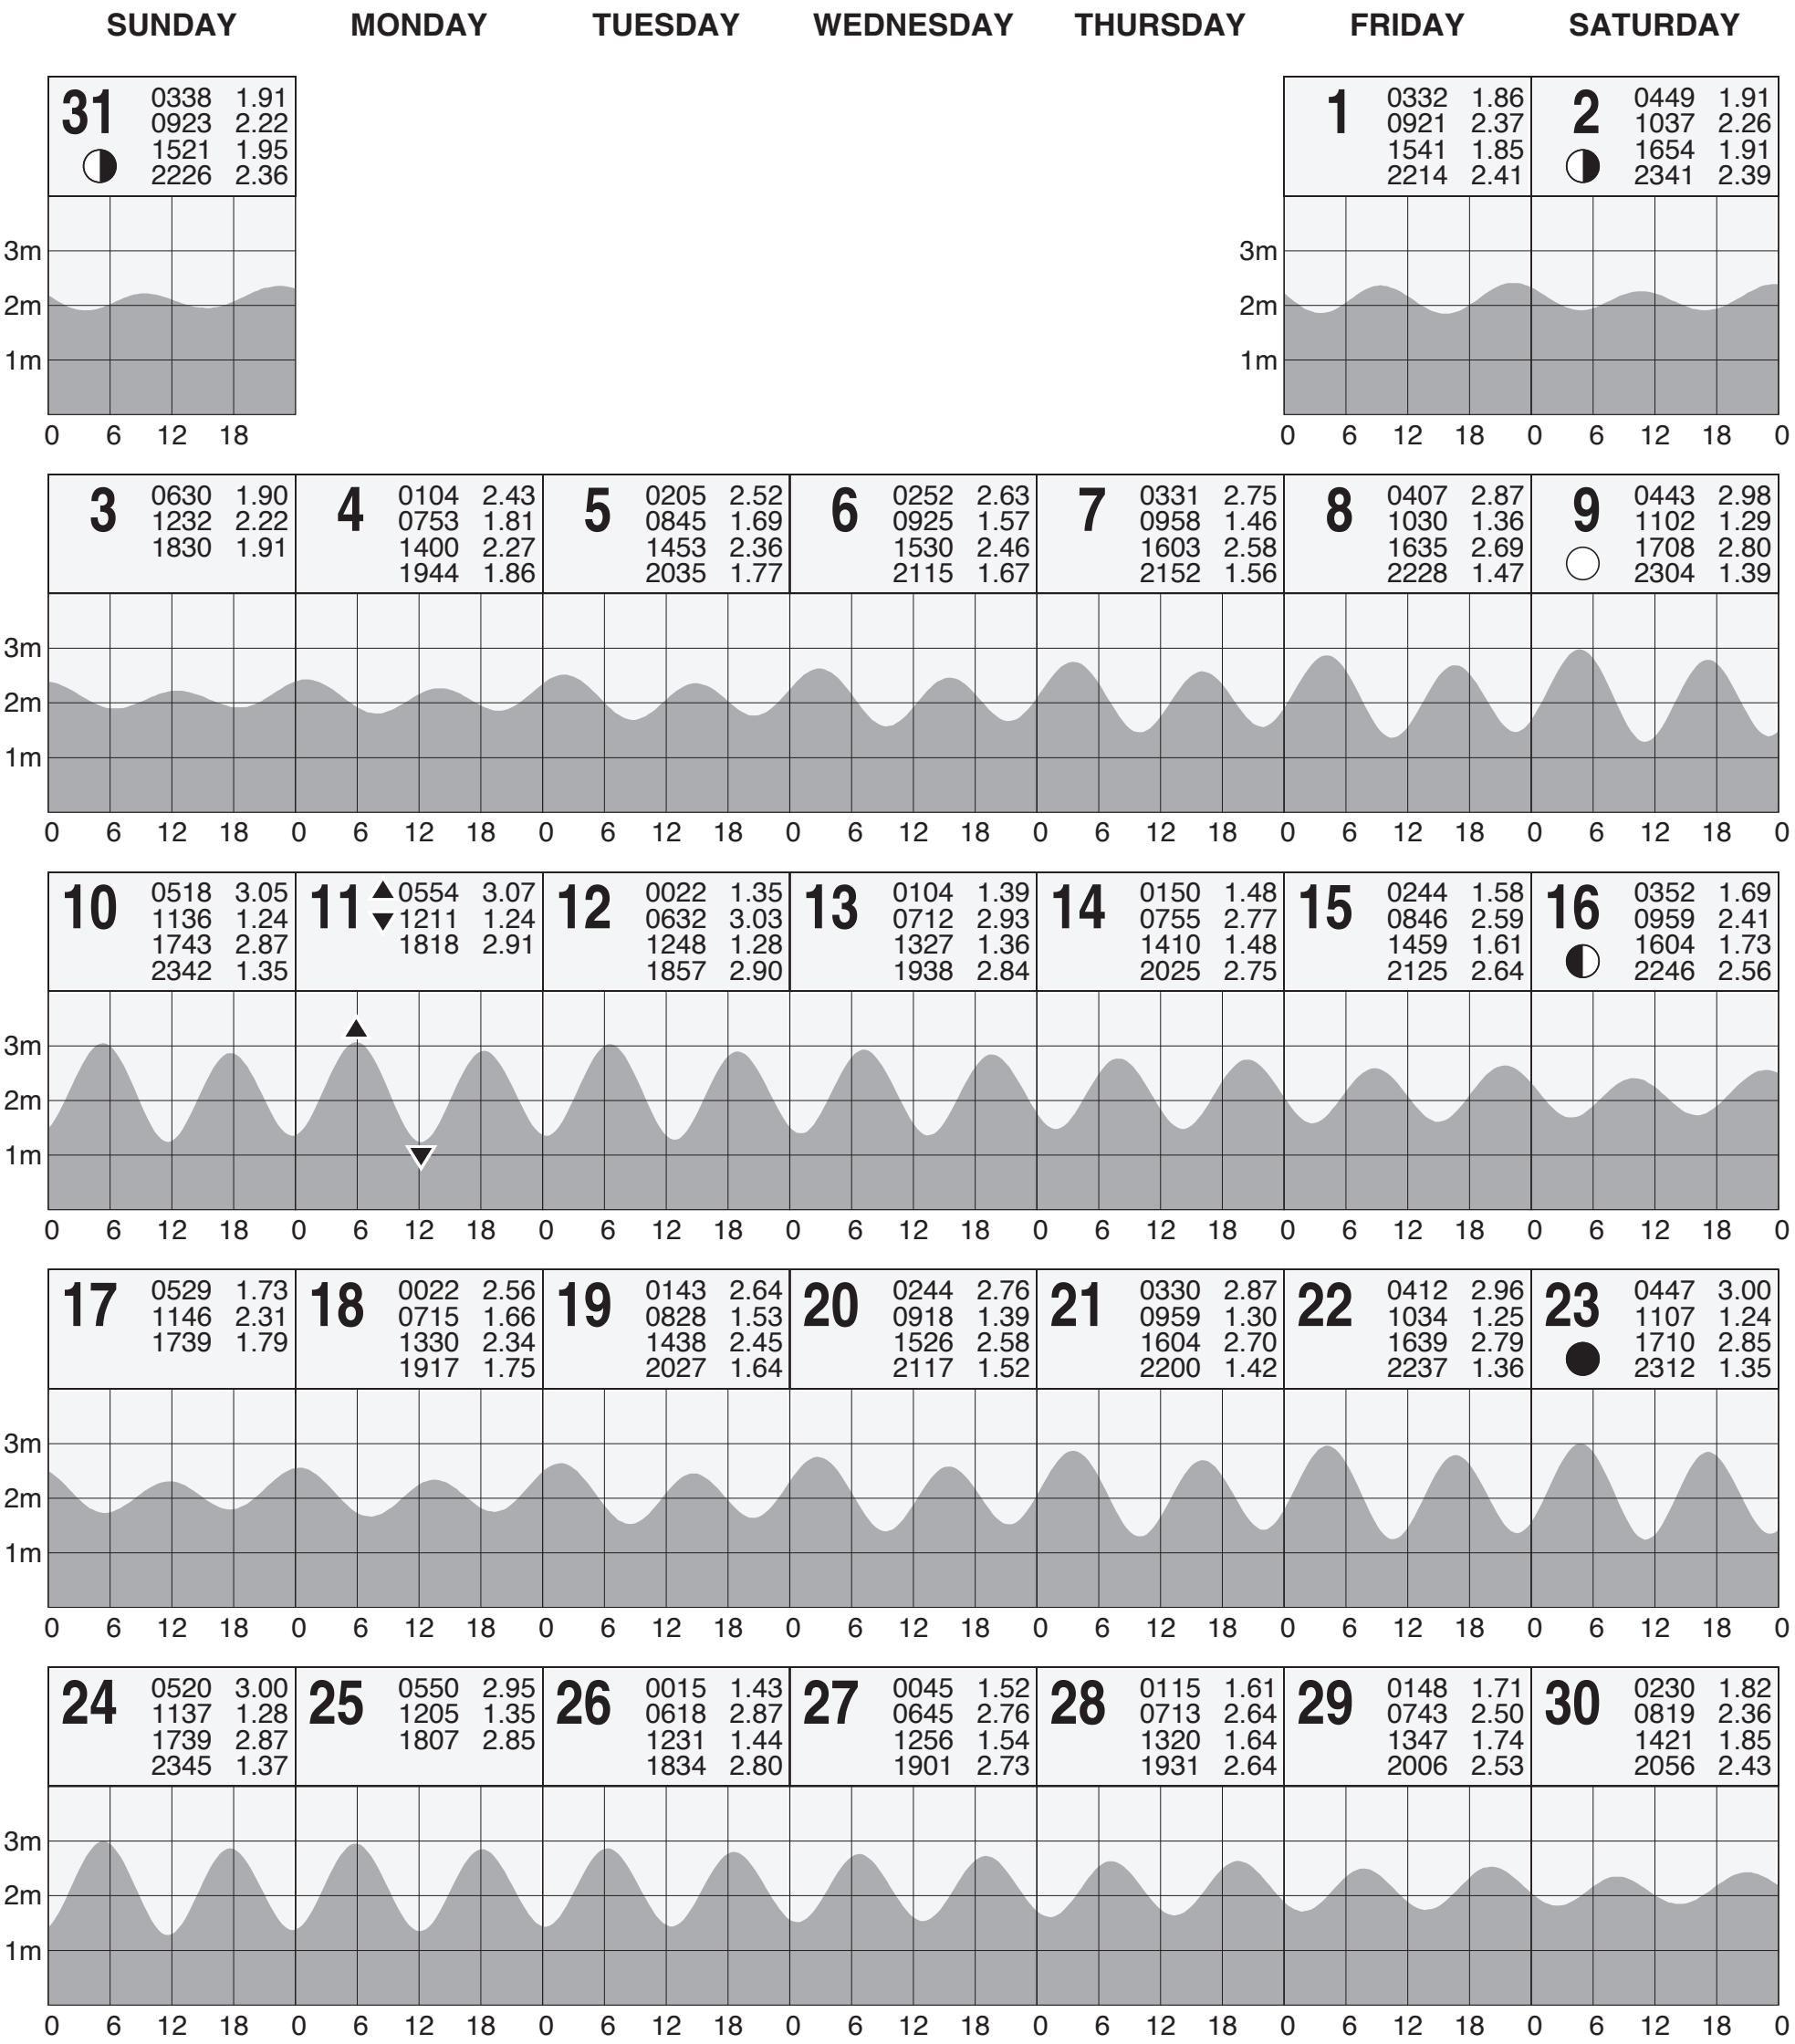 SUNDAY MONDAY TUESDAY WEDNESDAY THURSDAY FRIDAY SATURDAY
31 0338 1.91
0923 2.22
1521 1.95
2226 2.36
1 0332 1.86
0921 2.37
1541 1.85
2214 2.41
2 0449 1.91
1037 2.26
1654 1.91
2341 2.39
3m 3m
2m 2m
1m 1m
0 6 12 18 0 6 12 18 0 6 12 18 0
3 0630 1.90
1232 2.22
1830 1.91
4 0104 2.43
0753 1.81
1400 2.27
1944 1.86
5 0205 2.52
0845 1.69
1453 2.36
2035 1.77
6 0252 2.63
0925 1.57
1530 2.46
2115 1.67
7 0331 2.75
0958 1.46
1603 2.58
2152 1.56
8 0407 2.87
1030 1.36
1635 2.69
2228 1.47
9 0443 2.98
1102 1.29
1708 2.80
2304 1.39
3m
2m
1m
0 6 12 18 0 6 12 18 0 6 12 18 0 6 12 18 0 6 12 18 0 6 12 18 0 6 12 18 0
10 0518 3.05
1136 1.24
1743 2.87
2342 1.35
11 0554 3.07
1211 1.24
1818 2.91
12 0022 1.35
0632 3.03
1248 1.28
1857 2.90
13 0104 1.39
0712 2.93
1327 1.36
1938 2.84
14 0150 1.48
0755 2.77
1410 1.48
2025 2.75
15 0244 1.58
0846 2.59
1459 1.61
2125 2.64
16 0352 1.69
0959 2.41
1604 1.73
2246 2.56
3m
2m
1m
0 6 12 18 0 6 12 18 0 6 12 18 0 6 12 18 0 6 12 18 0 6 12 18 0 6 12 18 0
17 0529 1.73
1146 2.31
1739 1.79
18 0022 2.56
0715 1.66
1330 2.34
1917 1.75
19 0143 2.64
0828 1.53
1438 2.45
2027 1.64
20 0244 2.76
0918 1.39
1526 2.58
2117 1.52
21 0330 2.87
0959 1.30
1604 2.70
2200 1.42
22 0412 2.96
1034 1.25
1639 2.79
2237 1.36
23 0447 3.00
1107 1.24
1710 2.85
2312 1.35
3m
2m
1m
0 6 12 18 0 6 12 18 0 6 12 18 0 6 12 18 0 6 12 18 0 6 12 18 0 6 12 18 0
24 0520 3.00
1137 1.28
1739 2.87
2345 1.37
25 0550 2.95
1205 1.35
1807 2.85
26 0015 1.43
0618 2.87
1231 1.44
1834 2.80
27 0045 1.52
0645 2.76
1256 1.54
1901 2.73
28 0115 1.61
0713 2.64
1320 1.64
1931 2.64
29 0148 1.71
0743 2.50
1347 1.74
2006 2.53
30 0230 1.82
0819 2.36
1421 1.85
2056 2.43
3m
2m
1m
0 6 12 18 0 6 12 18 0 6 12 18 0 6 12 18 0 6 12 18 0 6 12 18 0 6 12 18 0